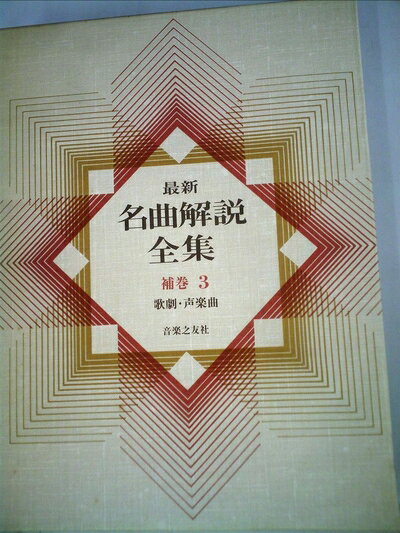 最新
名曲解説
全集
補巻 3
歌劇・声楽曲
音楽之友社